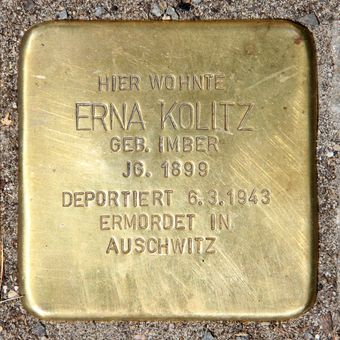 HIER WOHNTE
ERNA KOLITZ
GEB. IMBER
JG. 1899
DEPORTIERT 6.3.1943
ERMORDET IN
AUSCHWITZ